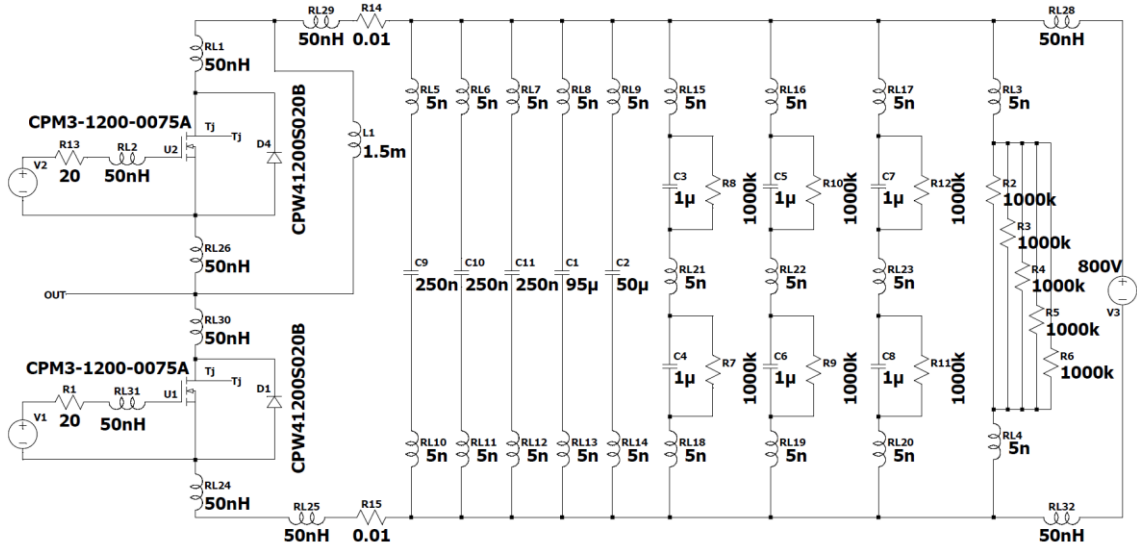 RL29
50nH
R14
0.01
RL28
50nH
RL1
50nH
RL5
5n
RL6
5n
RL7
5n
RL8
5n
RL9
5n
RL15
5n
RL16
5n
RL17
5n
RL3
5n
CPM3-1200-0075A
Tj
Tj
U2
D4
CPW41200S020B
L1
1.5m
V2
R13
20
RL2
50nH
C3
1µ
R8
1000k
C5
1µ
R10
1000k
C7
1µ
R12
1000k
R2
1000k
R3
1000k
R4
1000k
R5
1000k
R6
1000k
RL26
50nH
OUT
C9
250n
C10
250n
C11
250n
C1
95µ
C2
50µ
RL21
5n
RL22
5n
RL23
5n
800V
V3
RL30
50nH
CPM3-1200-0075A
Tj
Tj
U1
D1
CPW41200S020B
V1
R1
20
RL31
50nH
C4
1µ
R7
1000k
C6
1µ
R9
1000k
C8
1µ
R11
1000k
RL10
5n
RL11
5n
RL12
5n
RL13
5n
RL14
5n
RL18
5n
RL19
5n
RL20
5n
RL4
5n
RL24
50nH
RL25
50nH
R15
0.01
RL32
50nH